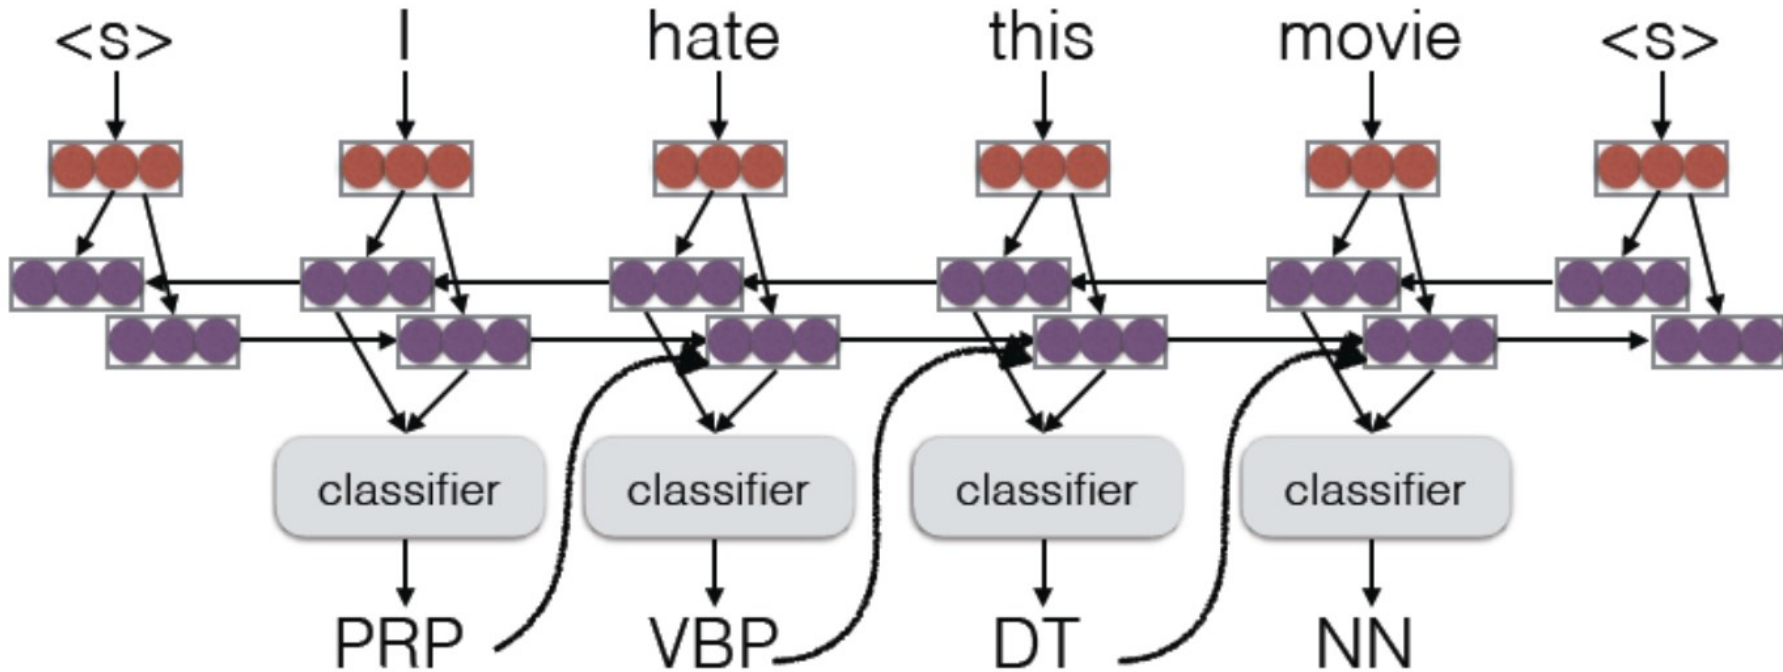 <s> I hate this movie <s>
classifier classifier classifier classifier
PRP VBP DT NN